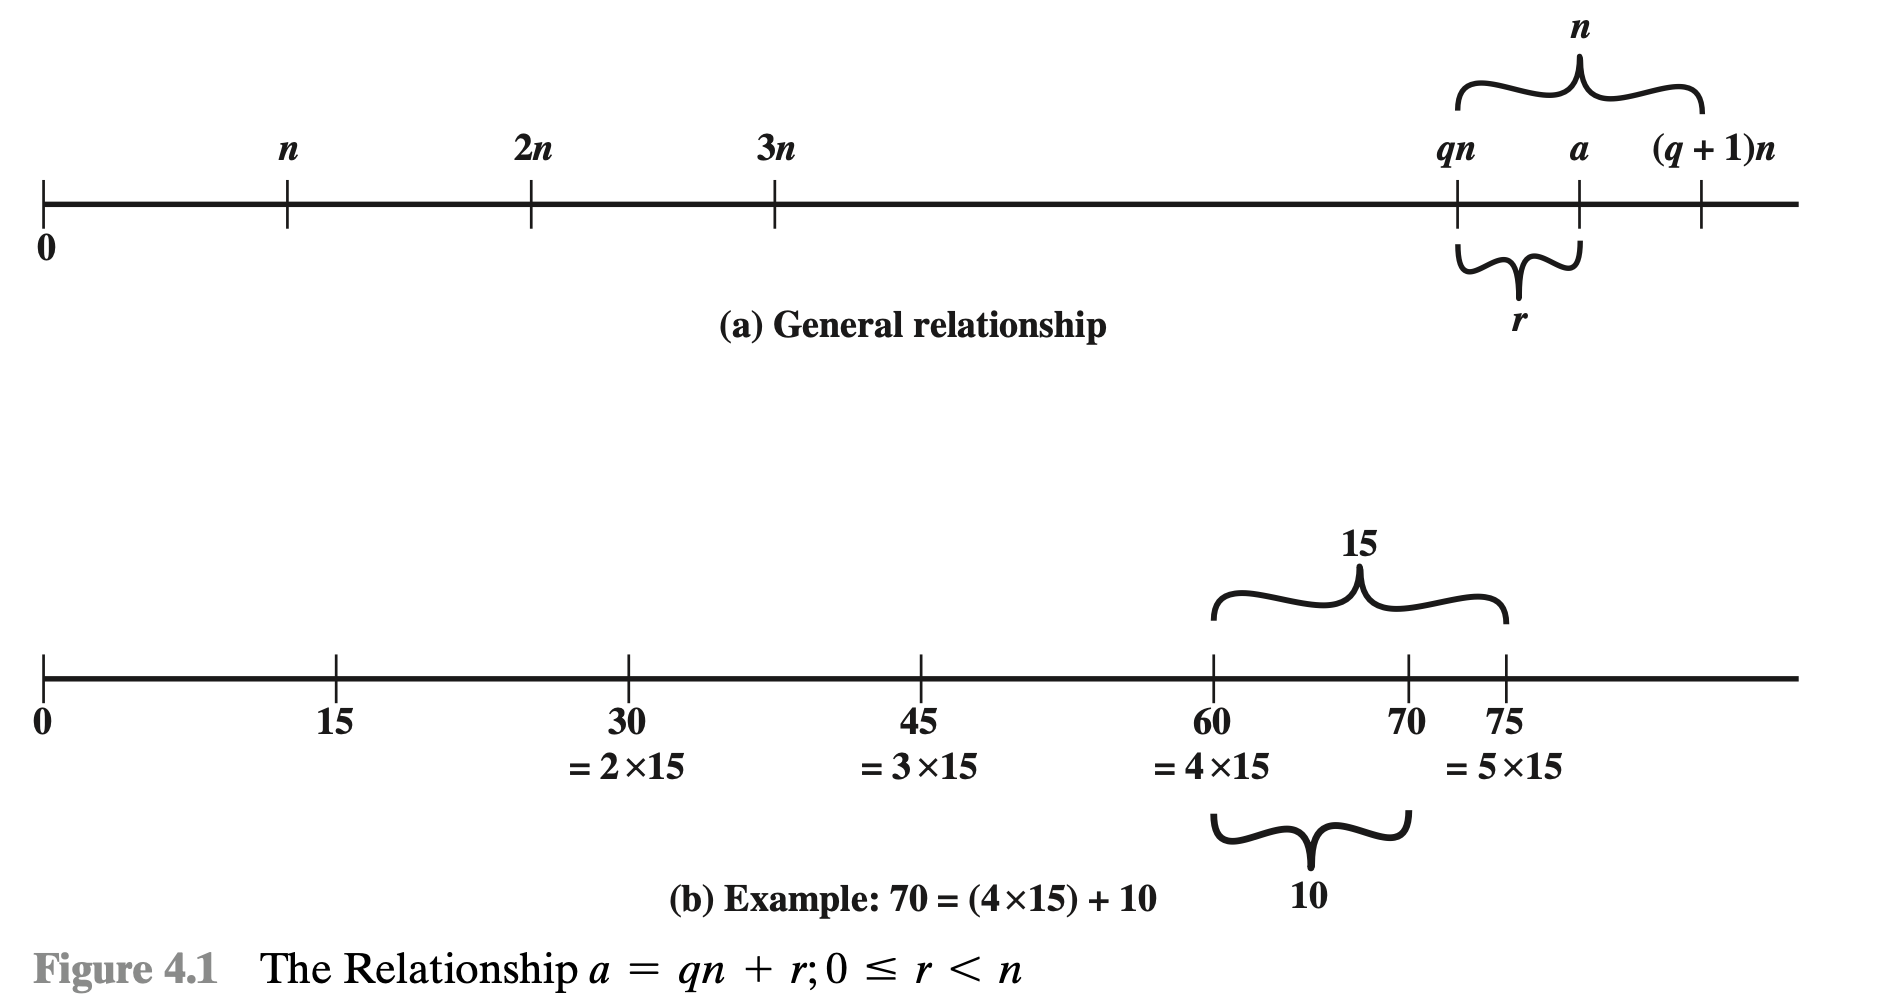 n
n 2n 3n qn a (q + 1)n
0
r
(a) General relationship
15
0 15 30 45 60 70 75
= 2×15 = 3×15 = 4×15 = 5×15
10
(b) Example: 70 = (4×15) + 10
Figure 4.1 The Relationship a = qn + r; 0 ≤ r < n